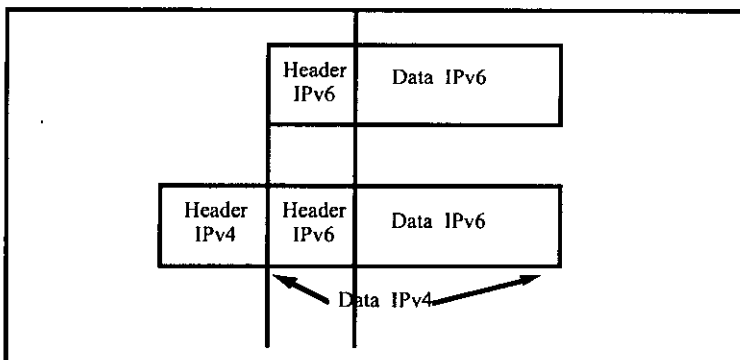 Header
IPv6
Data IPv6
Header
IPv4
Header
IPv6
Data IPv6
Data IPv4